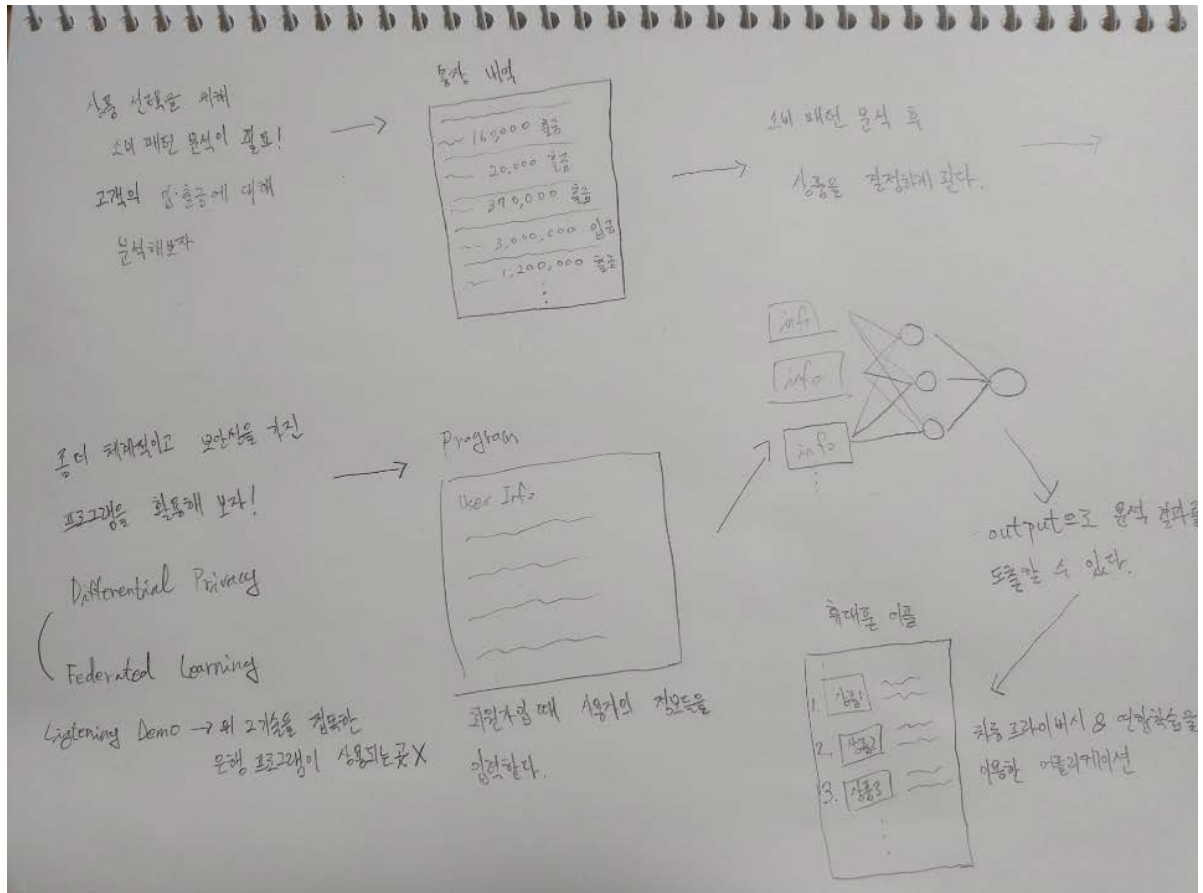 상품 선택을 위해
소비 패턴 분석이 필요!
고객의 입·출금에 대해
분석해보자
통장 내역
160,000 출금
20,000 출금
370,000 출금
3,000,000 입금
1,200,000 출금
소비 패턴 분석 후
상품을 결정하게 된다.
좀더 체계적이고 보안성을 가진
프로그램을 활용해 보자!
Differential Privacy
Federated Learning
Listening Demo → 위 2기술을 접목한
은행 프로그램이 상용되는곳 X
Program
User Info
회원가입 때 사용자의 정보들을
입력한다.
info
info
output으로 분석 결과를
도출할 수 있다.
휴대폰 어플
1. 상품1
2. 상품2
3. 상품3
차등 프라이버시 & 연합학습을
이용한 어플리케이션